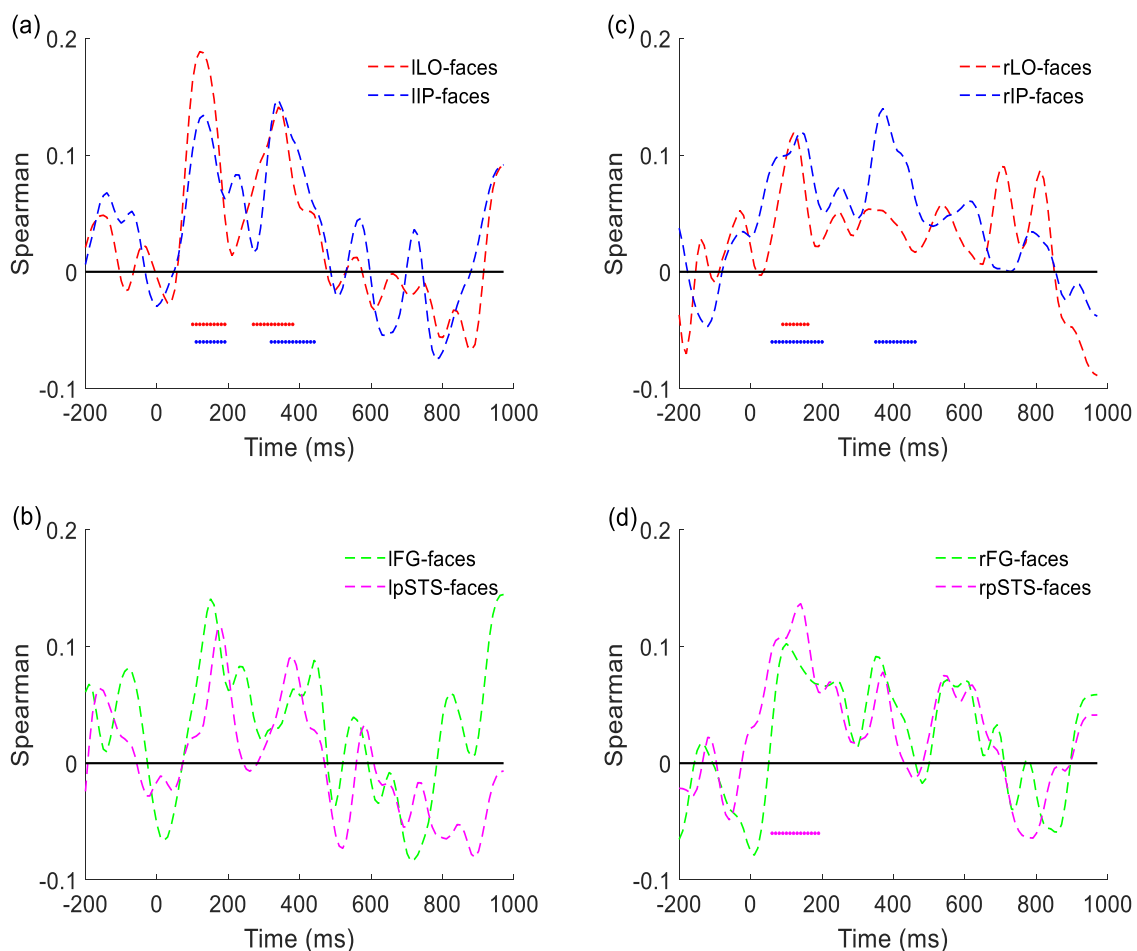 (a)
0.2
0.1
0
-0.1
Spearman
lLO-faces
lIP-faces
-200 0 200 400 600 800 1000
Time (ms)
(c)
0.2
0.1
0
-0.1
Spearman
rLO-faces
rIP-faces
-200 0 200 400 600 800 1000
Time (ms)
(b)
0.2
0.1
0
-0.1
Spearman
lFG-faces
lpSTS-faces
-200 0 200 400 600 800 1000
Time (ms)
(d)
0.2
0.1
0
-0.1
Spearman
rFG-faces
rpSTS-faces
-200 0 200 400 600 800 1000
Time (ms)